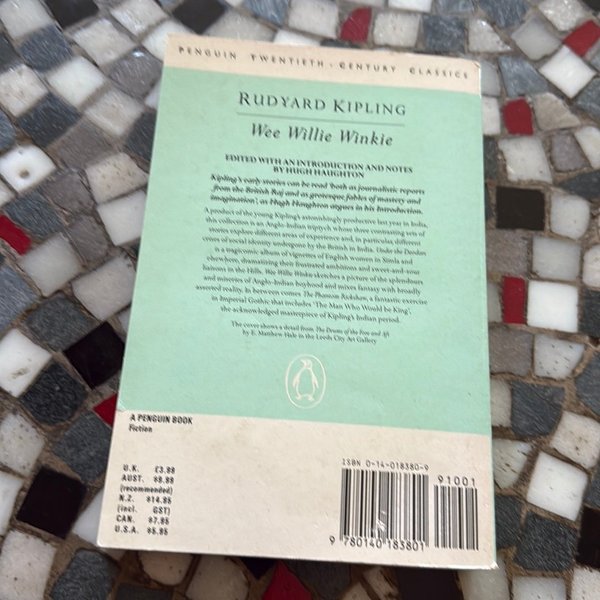 PENGUIN TWENTIETH-CENTURY CLASSICS
RUDYARD KIPLING
Wee Willie Winkie
EDITED WITH AN INTRODUCTION AND NOTES
BY HUGH HAUGHTON
Kipling's early stories can be read 'both as journalistic reports
from the British Raj and as grotesque fables of mastery and
imagination', as Hugh Haughton argues in his Introduction.
A product of the young Kipling's astonishingly productive last year in India,
this collection is an Anglo-Indian triptych whose three contrasting sets of
stories explore different areas of experience and, in particular, different
crises of social identity undergone by the British in India. Under the Deodars
is a tragicomic album of vignettes of English women in Simla and
elsewhere, dramatizing their frustrated ambitions and sweet-and-sour
liaisons in the Hills. Wee Willie Winkie sketches a picture of the splendours
and miseries of Anglo-Indian boyhood and mixes fantasy with broadly
asserted reality. In between comes The Phantom Rickshaw, a fantastic exercise
in Imperial Gothic that includes 'The Man Who Would be King',
the acknowledged masterpiece of Kipling's Indian period.
The cover shows a detail from The Drums of the Fore and Aft
by E. Matthew Hale in the Leeds City Art Gallery
A PENGUIN BOOK
Fiction
U.K. £3.99
AUST. $9.99
(recommended)
N.Z. $14.95
(incl. GST)
CAN. $7.95
U.S.A. $5.95
ISBN 0-14-018380-9
91001
9 780140 183801